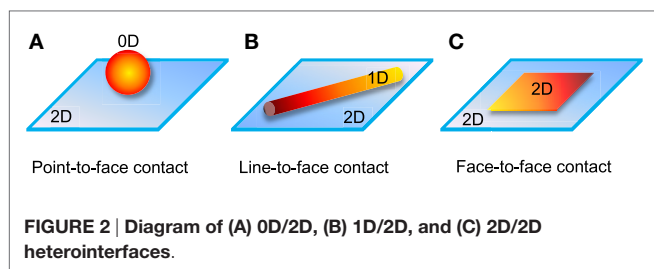 A
0D
2D
Point-to-face contact
B
1D
2D
Line-to-face contact
C
2D
2D
Face-to-face contact
FIGURE 2 | Diagram of (A) 0D/2D, (B) 1D/2D, and (C) 2D/2D
heterointerfaces.